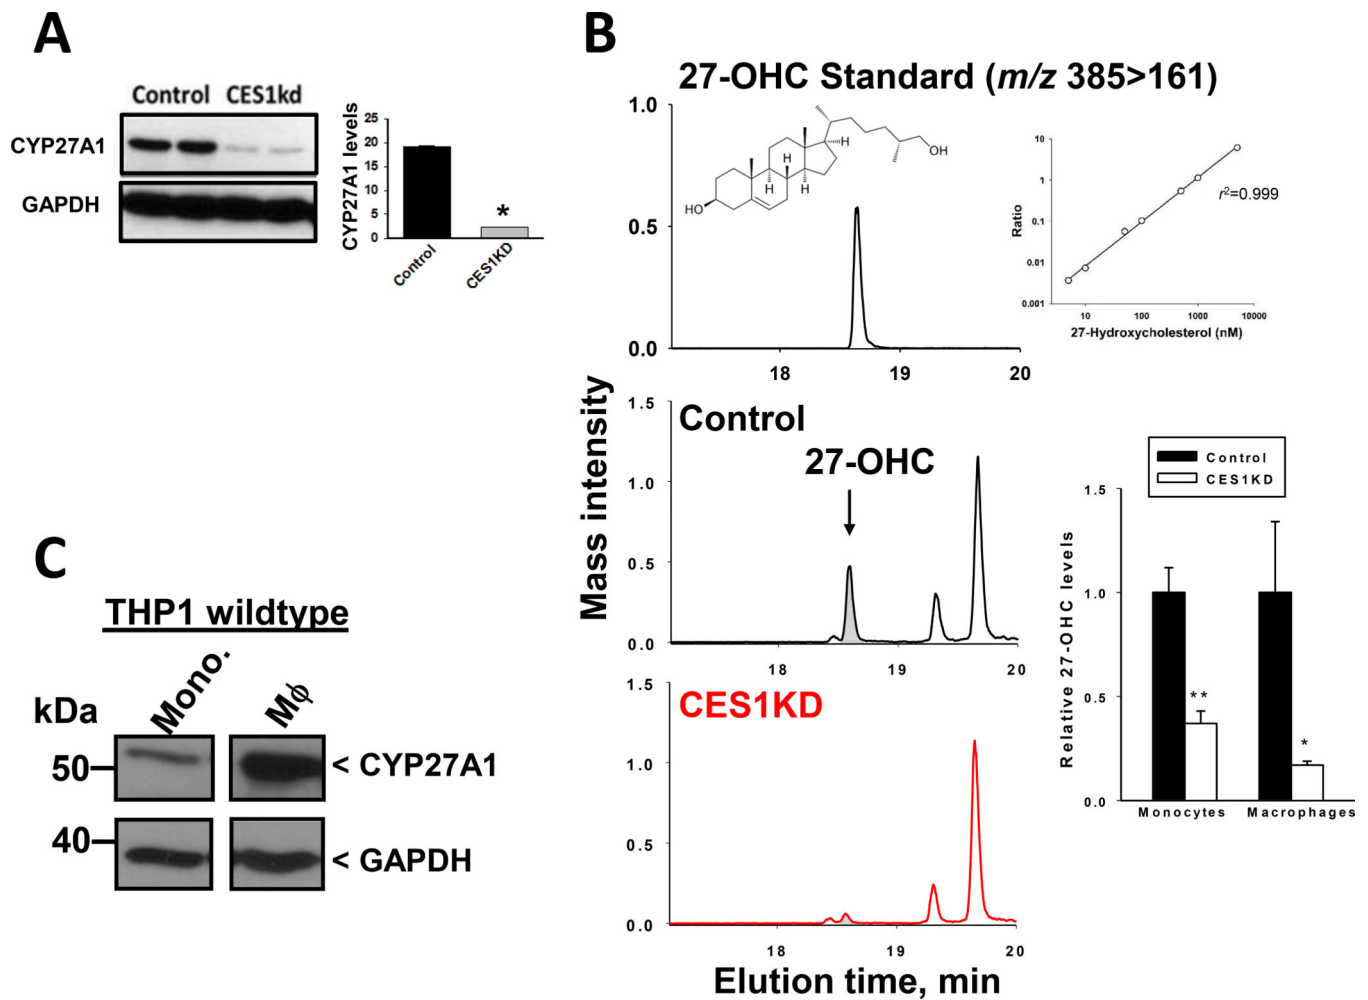 A
Control CES1kd
CYP27A1
GAPDH
CYP27A1 levels
25
20
15
10
5
0
*
Control
CES1KD
B
27-OHC Standard (m/z 385>161)
1.0
0.5
0.0
18 19 20
HO
H
H
H
H
OH
Ratio
10
1
0.1
0.01
0.001
r²=0.999
10 100 1000 10000
27-Hydroxycholesterol (nM)
Mass intensity
1.5
1.0
0.5
0.0
Control
27-OHC
18 19 20
1.5
1.0
0.5
0.0
CES1KD
18 19 20
Elution time, min
Control
CES1KD
Relative 27-OHC levels
1.5
1.0
0.5
0.0
**
*
Monocytes Macrophages
C
THP1 wildtype
Mono. Mϕ
kDa
50
< CYP27A1
40
< GAPDH